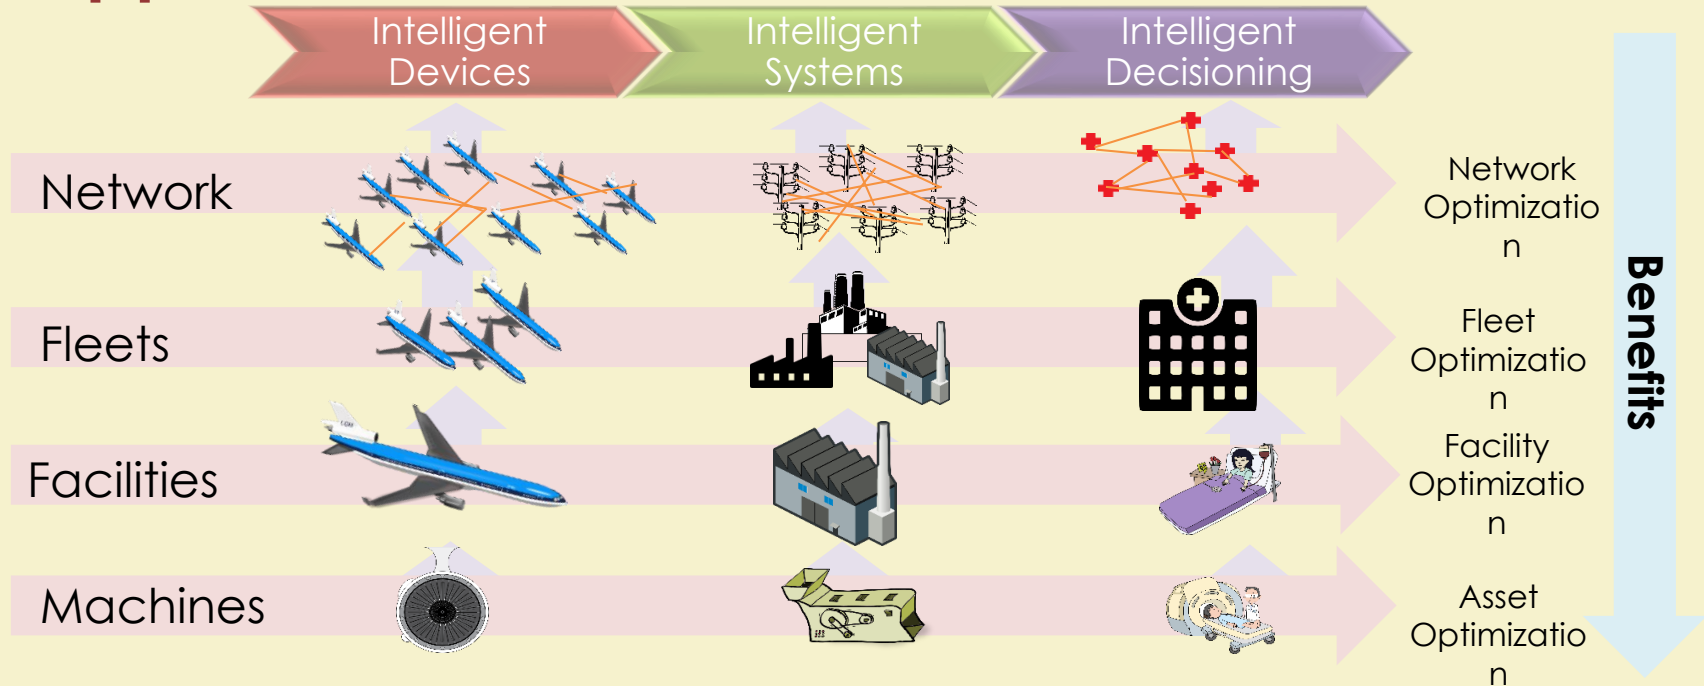 Intelligent
Devices
Intelligent
Systems
Intelligent
Decisioning
Network
Network
Optimizatio
n
Fleets
Fleet
Optimizatio
n
Facilities
Facility
Optimizatio
n
Machines
Asset
Optimizatio
n
Benefits